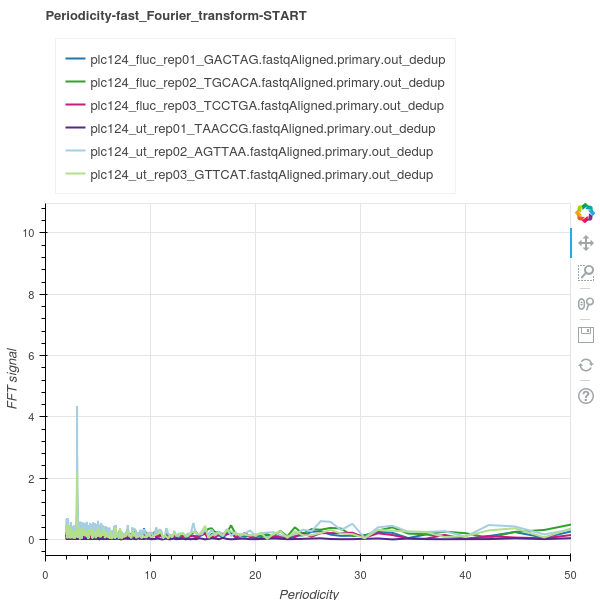 Periodicity-fast_Fourier_transform-START
plc124_fluc_rep01_GACTAG.fastqAligned.primary.out_dedup
plc124_fluc_rep02_TGCACA.fastqAligned.primary.out_dedup
plc124_fluc_rep03_TCCTGA.fastqAligned.primary.out_dedup
plc124_ut_rep01_TAACCG.fastqAligned.primary.out_dedup
plc124_ut_rep02_AGTTAA.fastqAligned.primary.out_dedup
plc124_ut_rep03_GTTCAT.fastqAligned.primary.out_dedup
10
8
6
4
2
0
FFT signal
0 10 20 30 40 50
Periodicity